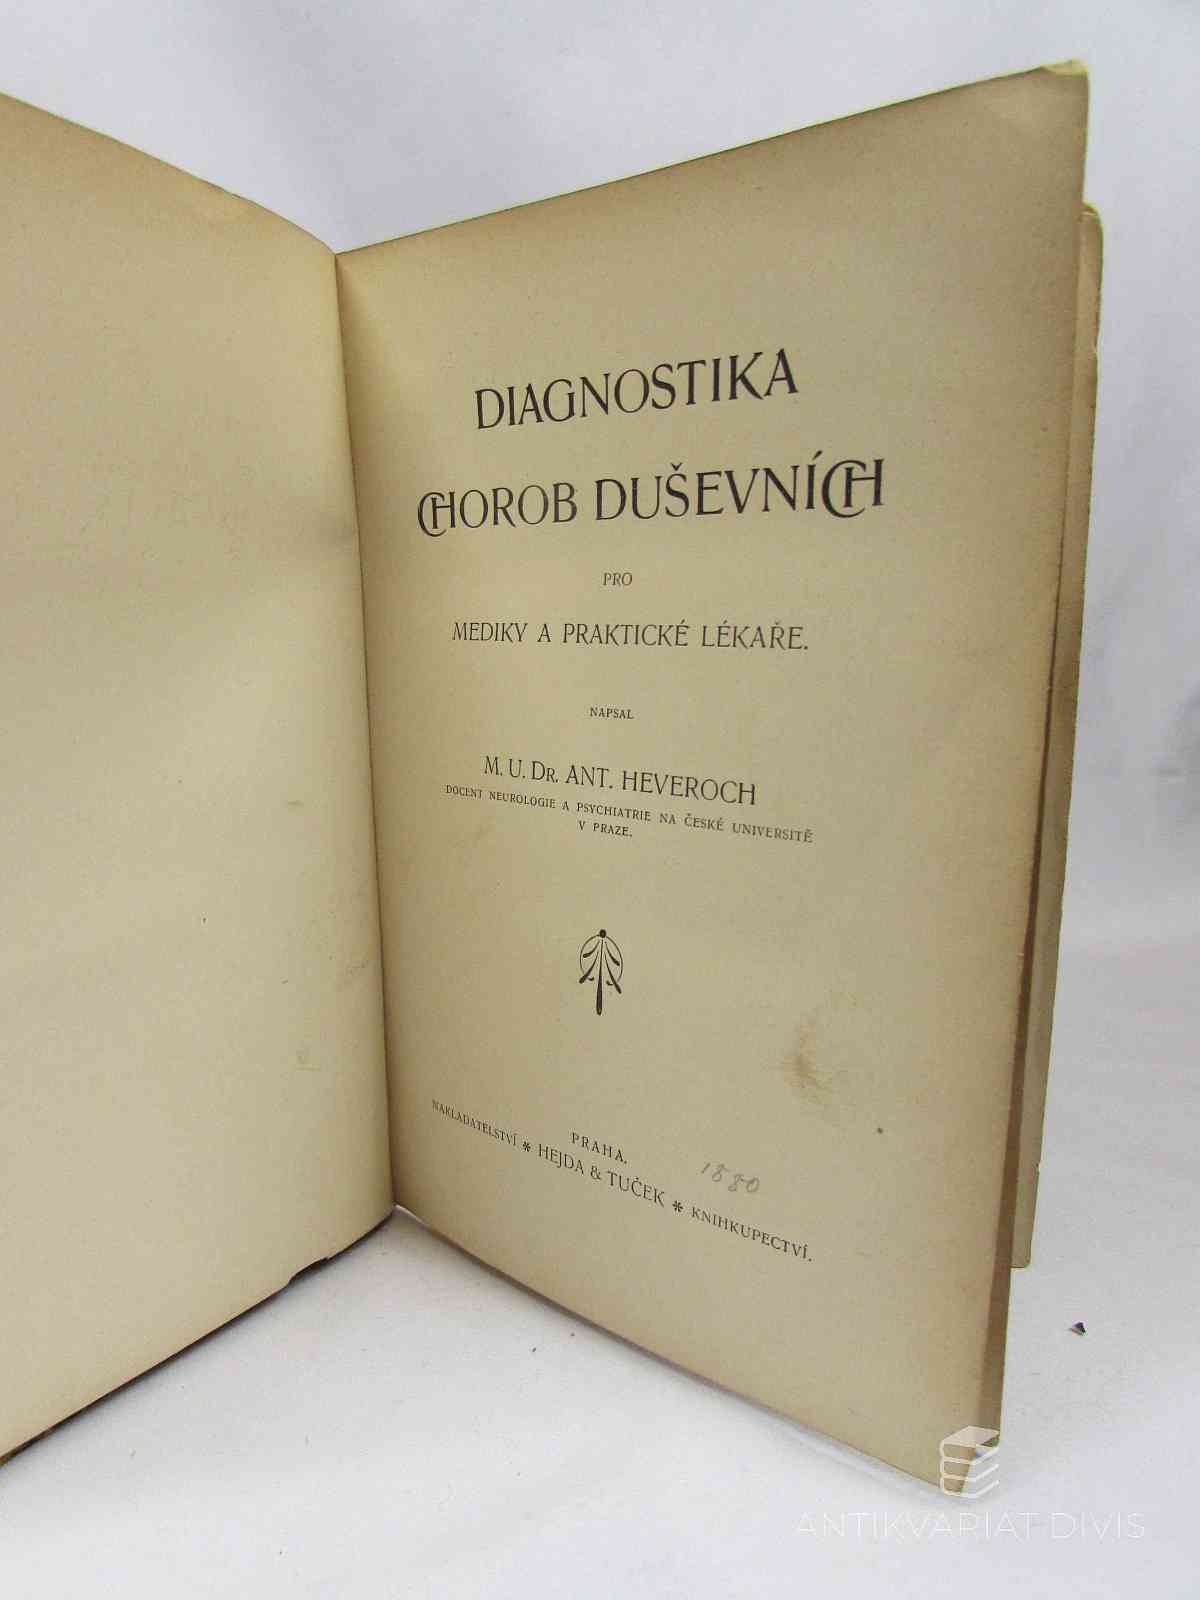 DIAGNOSTIKA
CHOROB DUŠEVNÍCH
PRO
MEDIKY A PRAKTICKÉ LÉKAŘE.
NAPSAL
M. U. DR. ANT. HEVEROCH
DOCENT NEUROLOGIE A PSYCHIATRIE NA ČESKÉ UNIVERSITĚ
V PRAZE.
PRAHA.
1880
NAKLADATELSTVÍ * HEJDA & TUČEK * KNIHKUPECTVÍ.
ANTIKVARIAT DIVIS